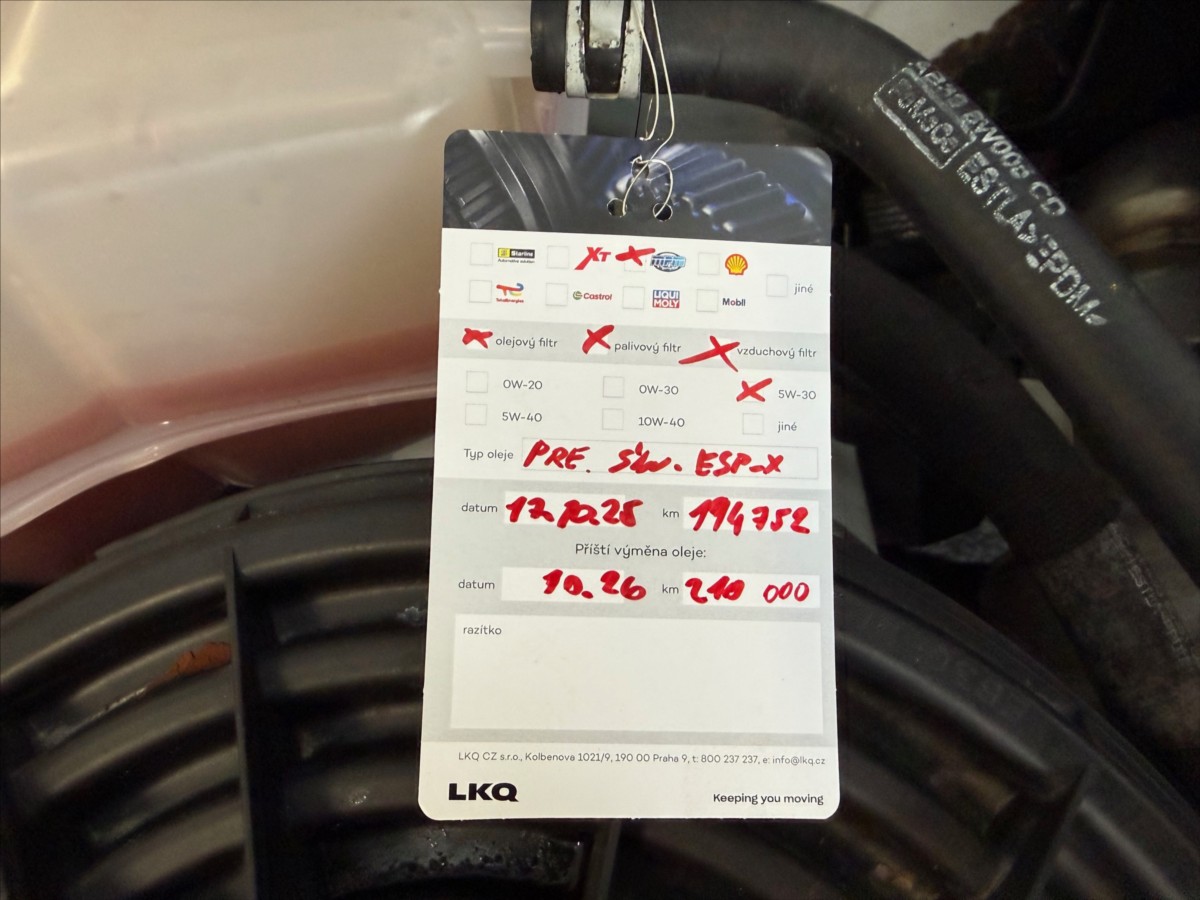 ESTLA >EPDM<
Starline
XT
Shell
jiné
TotalEnergies
Castrol
LIQUI MOLY
Mobil
olejový filtr
palivový filtr
vzduchový filtr
0W-20
0W-30
5W-30
5W-40
10W-40
jiné
Typ oleje PRE. ESP-X
datum 17.10.25 km 194752
Příští výměna oleje:
datum 10.26 km 210 000
razítko
LKQ CZ s.r.o., Kolbenova 1021/9, 190 00 Praha 9, t: 800 237 237, e: info@lkq.cz
LKQ
Keeping you moving